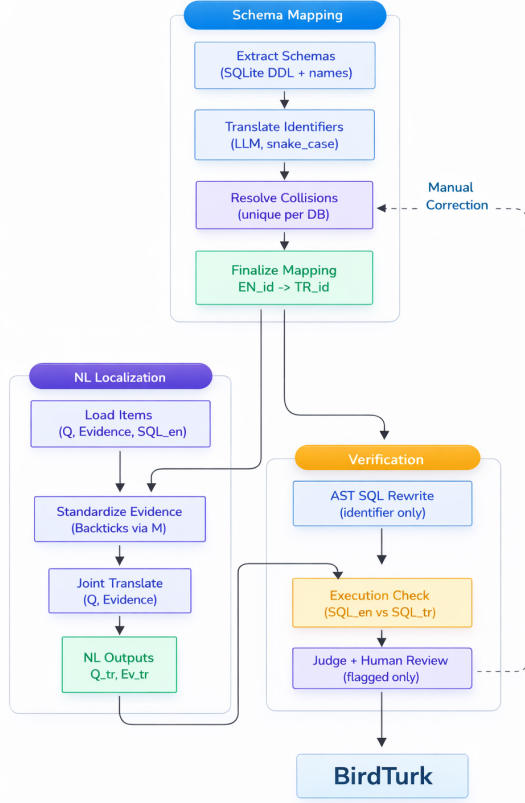 Schema Mapping
Extract Schemas
(SQLite DDL + names)
Translate Identifiers
(LLM, snake_case)
Resolve Collisions
(unique per DB)
Manual
Correction
Finalize Mapping
EN_id -> TR_id
NL Localization
Load Items
(Q, Evidence, SQL_en)
Standardize Evidence
(Backticks via M)
Joint Translate
(Q, Evidence)
NL Outputs
Q_tr, Ev_tr
Verification
AST SQL Rewrite
(identifier only)
Execution Check
(SQL_en vs SQL_tr)
Judge + Human Review
(flagged only)
BirdTurk